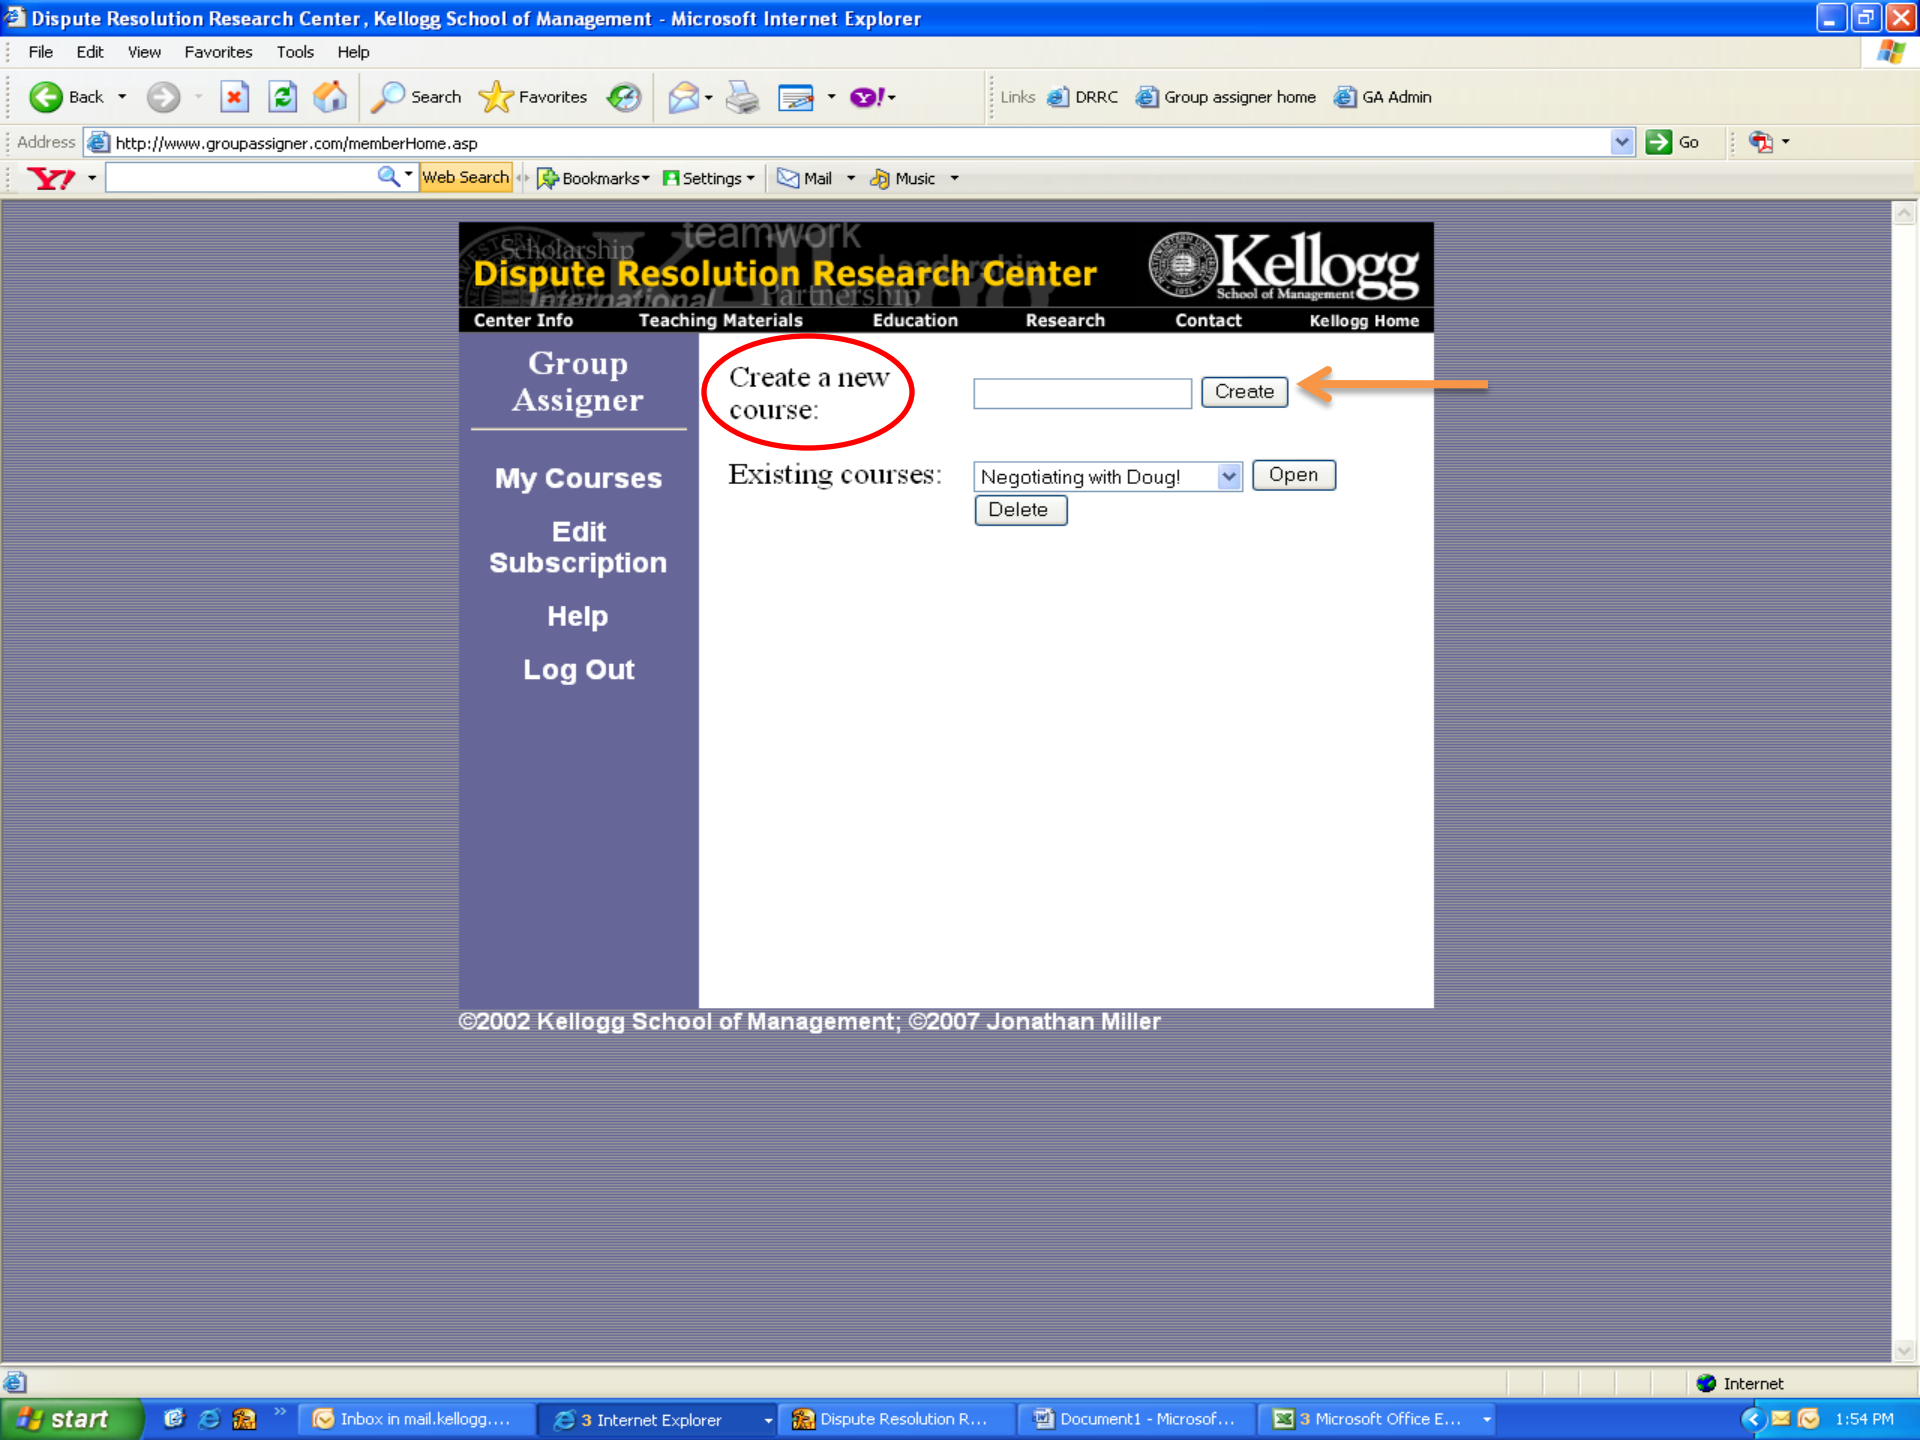 Dispute Resolution Research Center, Kellogg School of Management - Microsoft Internet Explorer
File Edit View Favorites Tools Help
Back Search Favorites Links DRRC Group assigner home GA Admin
Address http://www.groupassigner.com/memberHome.asp Go
Y! Web Search Bookmarks Settings Mail Music
teamwork
Scholarship Leadership
Dispute Resolution Research Center Kellogg
International Partnership School of Management
Center Info Teaching Materials Education Research Contact Kellogg Home
Group
Assigner
Create a new
course:
Create
My Courses
Existing courses: Negotiating with Doug! Open
Delete
Edit
Subscription
Help
Log Out
©2002 Kellogg School of Management; ©2007 Jonathan Miller
Internet
start Inbox in mail.kellogg.... 3 Internet Explorer Dispute Resolution R... Document1 - Microsof... 3 Microsoft Office E... 1:54 PM